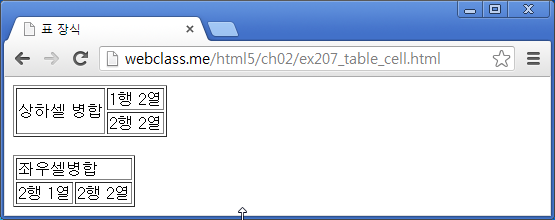 표 장식
webclass.me/html5/ch02/ex207_table_cell.html
상하셀 병합 1행 2열
2행 2열
좌우셀병합
2행 1열 2행 2열